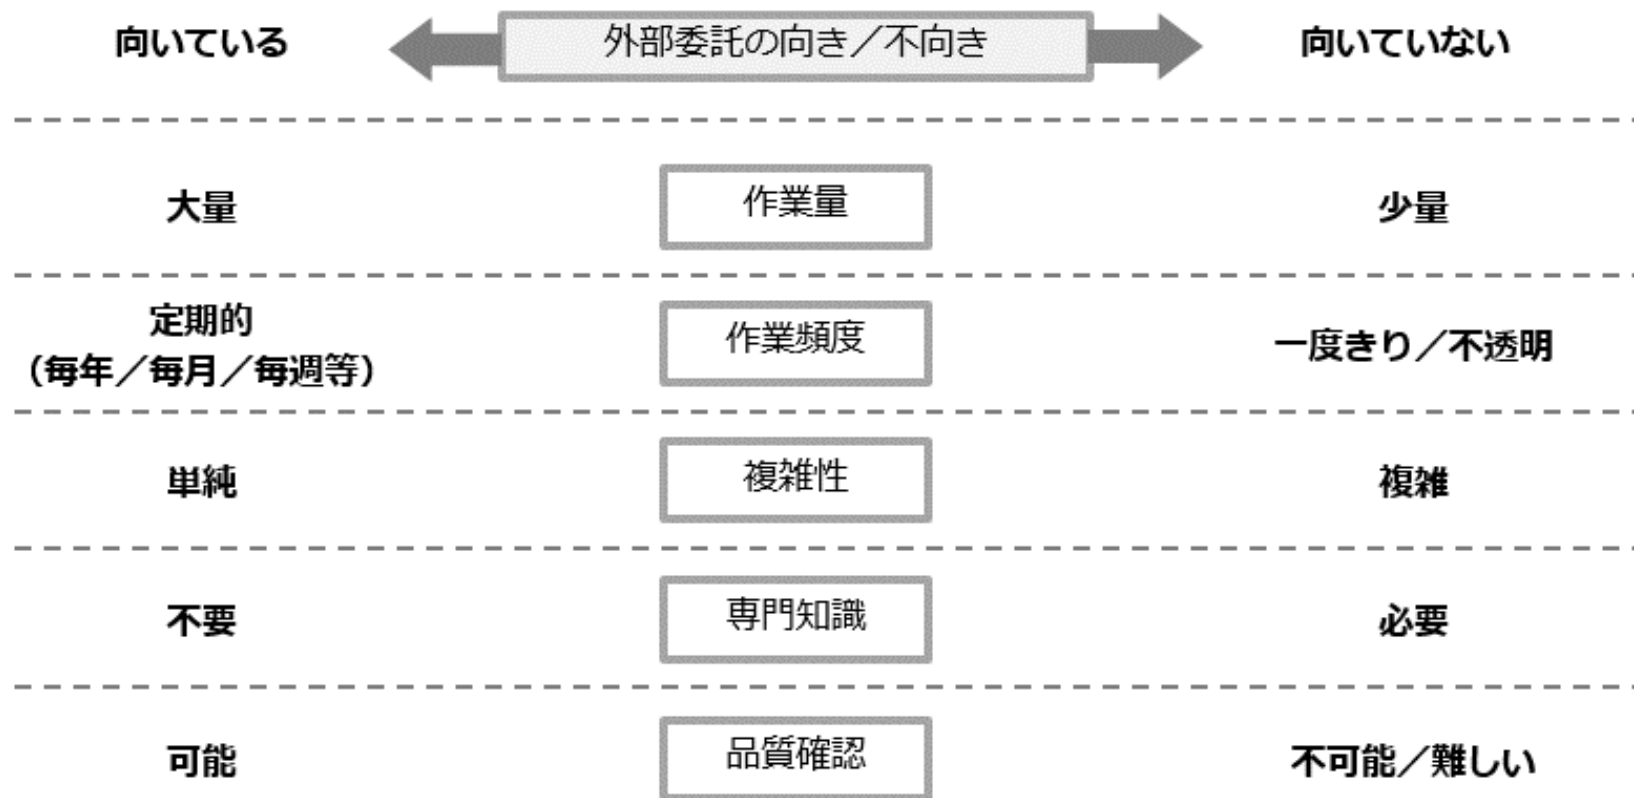 向いている 外部委託の向き／不向き 向いていない
大量 作業量 少量
定期的
（毎年／毎月／毎週等） 作業頻度 一度きり／不透明
単純 複雑性 複雑
不要 専門知識 必要
可能 品質確認 不可能／難しい